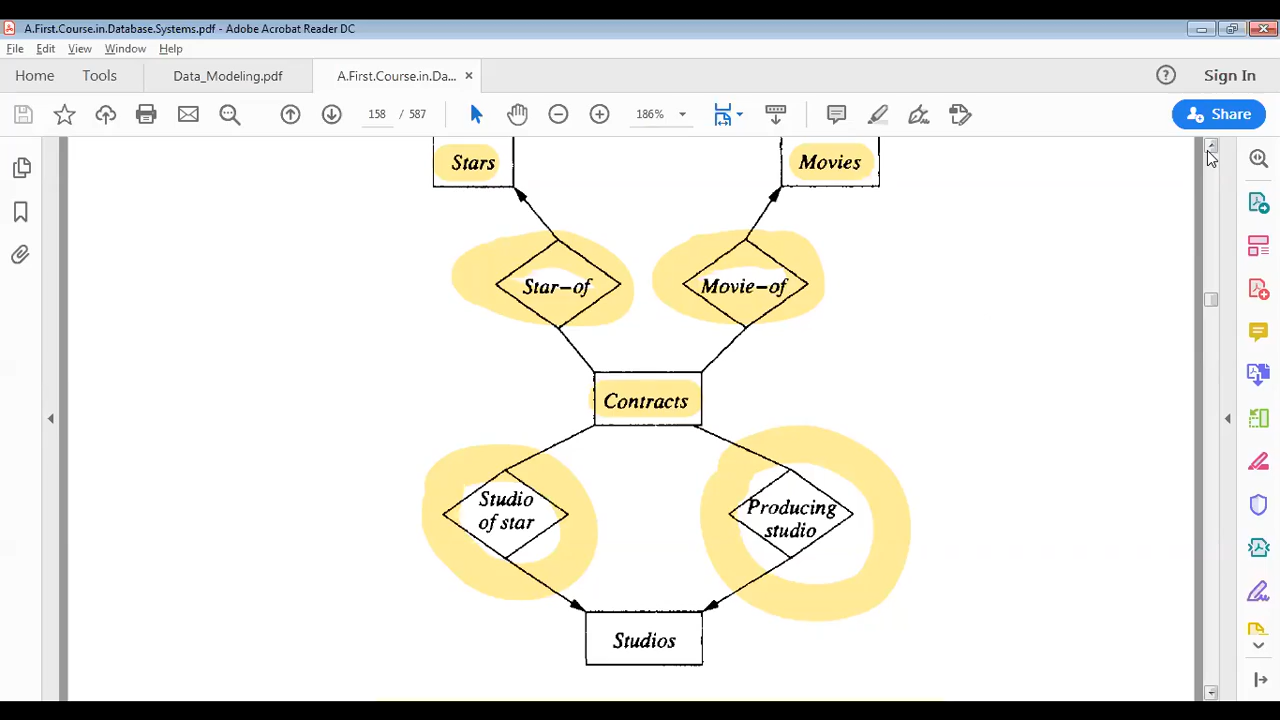 A.First.Course.in.Database.Systems.pdf - Adobe Acrobat Reader DC
File Edit View Window Help
Home Tools Data_Modeling.pdf A.First.Course.in.Da... × Sign In
158 / 587 186% Share
Stars Movies
Star-of Movie-of
Contracts
Studio
of star
Producing
studio
Studios